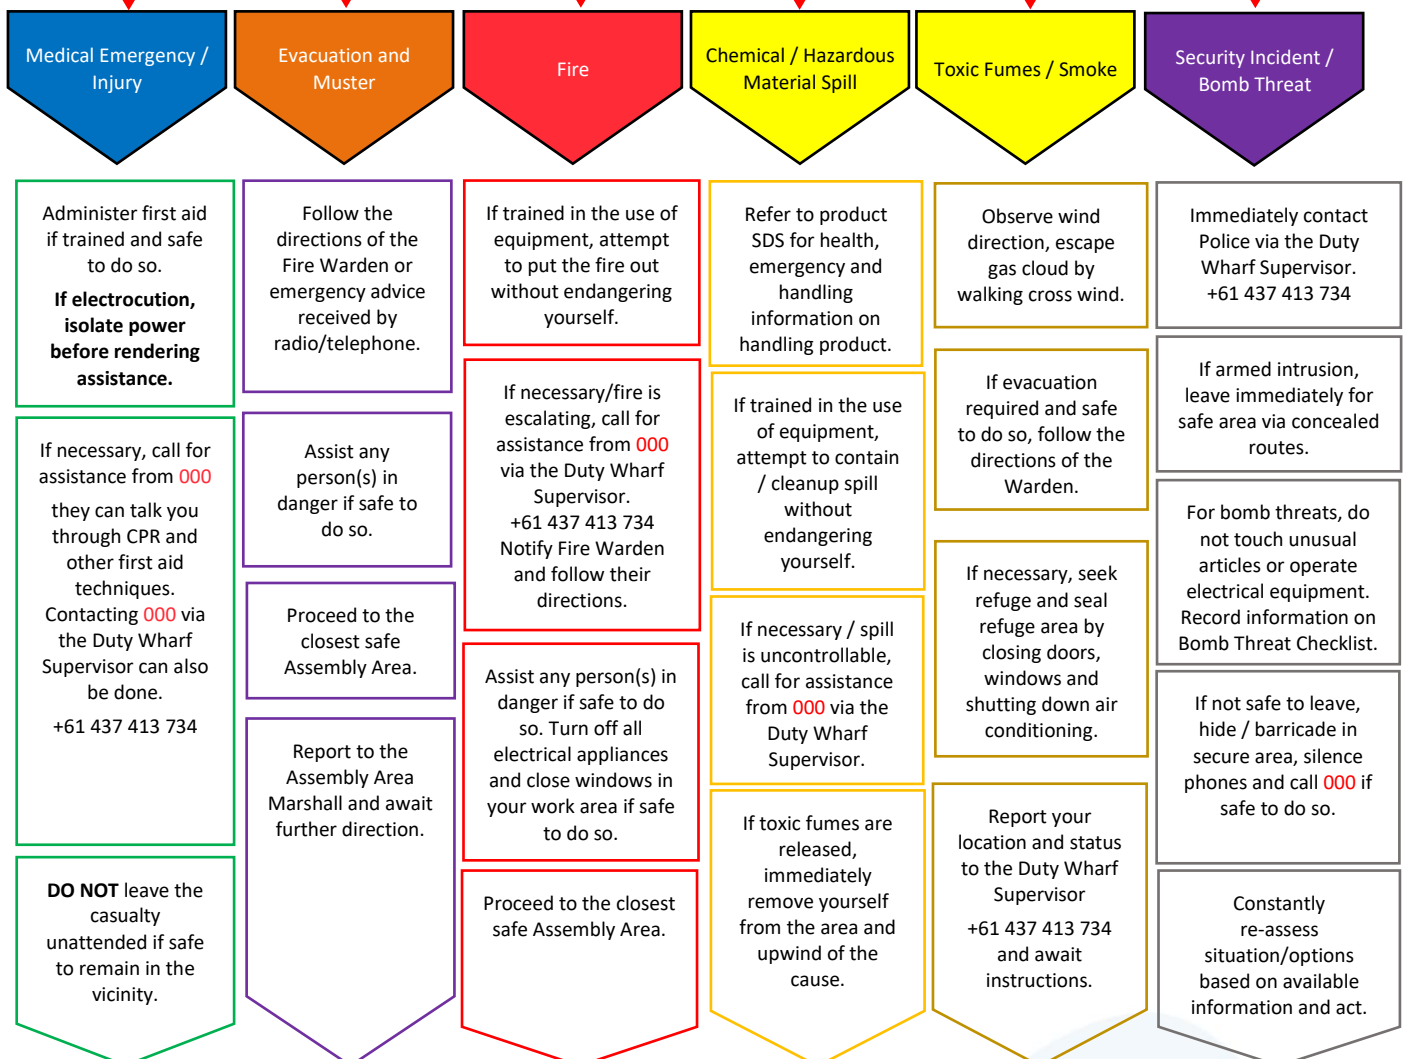 Medical Emergency /
Injury
Evacuation and
Muster
Fire
Chemical / Hazardous
Material Spill
Toxic Fumes / Smoke
Security Incident /
Bomb Threat
Administer first aid
if trained and safe
to do so.
If electrocution,
isolate power
before rendering
assistance.
If necessary, call for
assistance from 000
they can talk you
through CPR and
other first aid
techniques.
Contacting 000 via
the Duty Wharf
Supervisor can also
be done.
+61 437 413 734
DO NOT leave the
casualty
unattended if safe
to remain in the
vicinity.
Follow the
directions of the
Fire Warden or
emergency advice
received by
radio/telephone.
Assist any
person(s) in
danger if safe to
do so.
Proceed to the
closest safe
Assembly Area.
Report to the
Assembly Area
Marshall and await
further direction.
If trained in the use of
equipment, attempt
to put the fire out
without endangering
yourself.
If necessary/fire is
escalating, call for
assistance from 000
via the Duty Wharf
Supervisor.
+61 437 413 734
Notify Fire Warden
and follow their
directions.
Assist any person(s) in
danger if safe to do
so. Turn off all
electrical appliances
and close windows in
your work area if safe
to do so.
Proceed to the closest
safe Assembly Area.
Refer to product
SDS for health,
emergency and
handling
information on
handling product.
If trained in the use
of equipment,
attempt to contain
/ cleanup spill
without
endangering
yourself.
If necessary / spill
is uncontrollable,
call for assistance
from 000 via the
Duty Wharf
Supervisor.
If toxic fumes are
released,
immediately
remove yourself
from the area and
upwind of the
cause.
Observe wind
direction, escape
gas cloud by
walking cross wind.
If evacuation
required and safe
to do so, follow the
directions of the
Warden.
If necessary, seek
refuge and seal
refuge area by
closing doors,
windows and
shutting down air
conditioning.
Report your
location and status
to the Duty Wharf
Supervisor
+61 437 413 734
and await
instructions.
Immediately contact
Police via the Duty
Wharf Supervisor.
+61 437 413 734
If armed intrusion,
leave immediately for
safe area via concealed
routes.
For bomb threats, do
not touch unusual
articles or operate
electrical equipment.
Record information on
Bomb Threat Checklist.
If not safe to leave,
hide / barricade in
secure area, silence
phones and call 000 if
safe to do so.
Constantly
re-assess
situation/options
based on available
information and act.